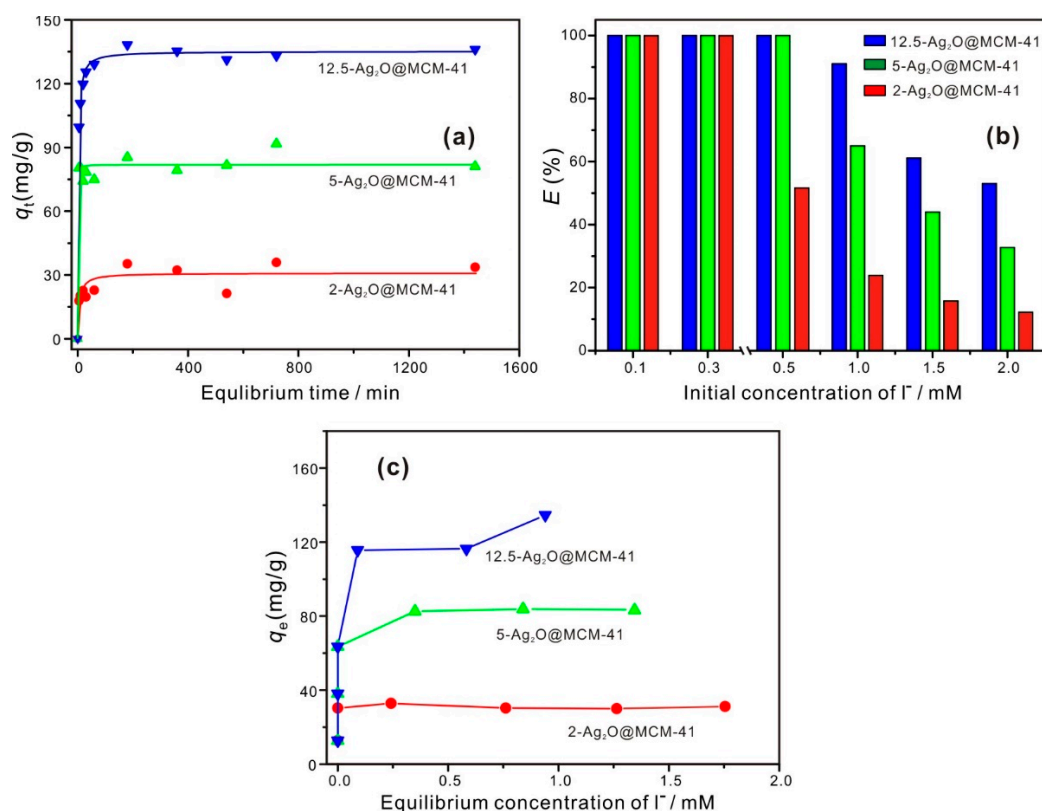 (a)
qt(mg/g)
150
120
90
60
30
0
12.5-Ag₂O@MCM-41
5-Ag₂O@MCM-41
2-Ag₂O@MCM-41
0 400 800 1200 1600
Equlibrium time / min
(b)
E (%)
100
80
60
40
20
0
12.5-Ag₂O@MCM-41
5-Ag₂O@MCM-41
2-Ag₂O@MCM-41
0.1 0.3 0.5 1.0 1.5 2.0
Initial concentration of I⁻ / mM
(c)
qe(mg/g)
160
120
80
40
0
12.5-Ag₂O@MCM-41
5-Ag₂O@MCM-41
2-Ag₂O@MCM-41
0.0 0.5 1.0 1.5 2.0
Equilibrium concentration of I⁻ / mM